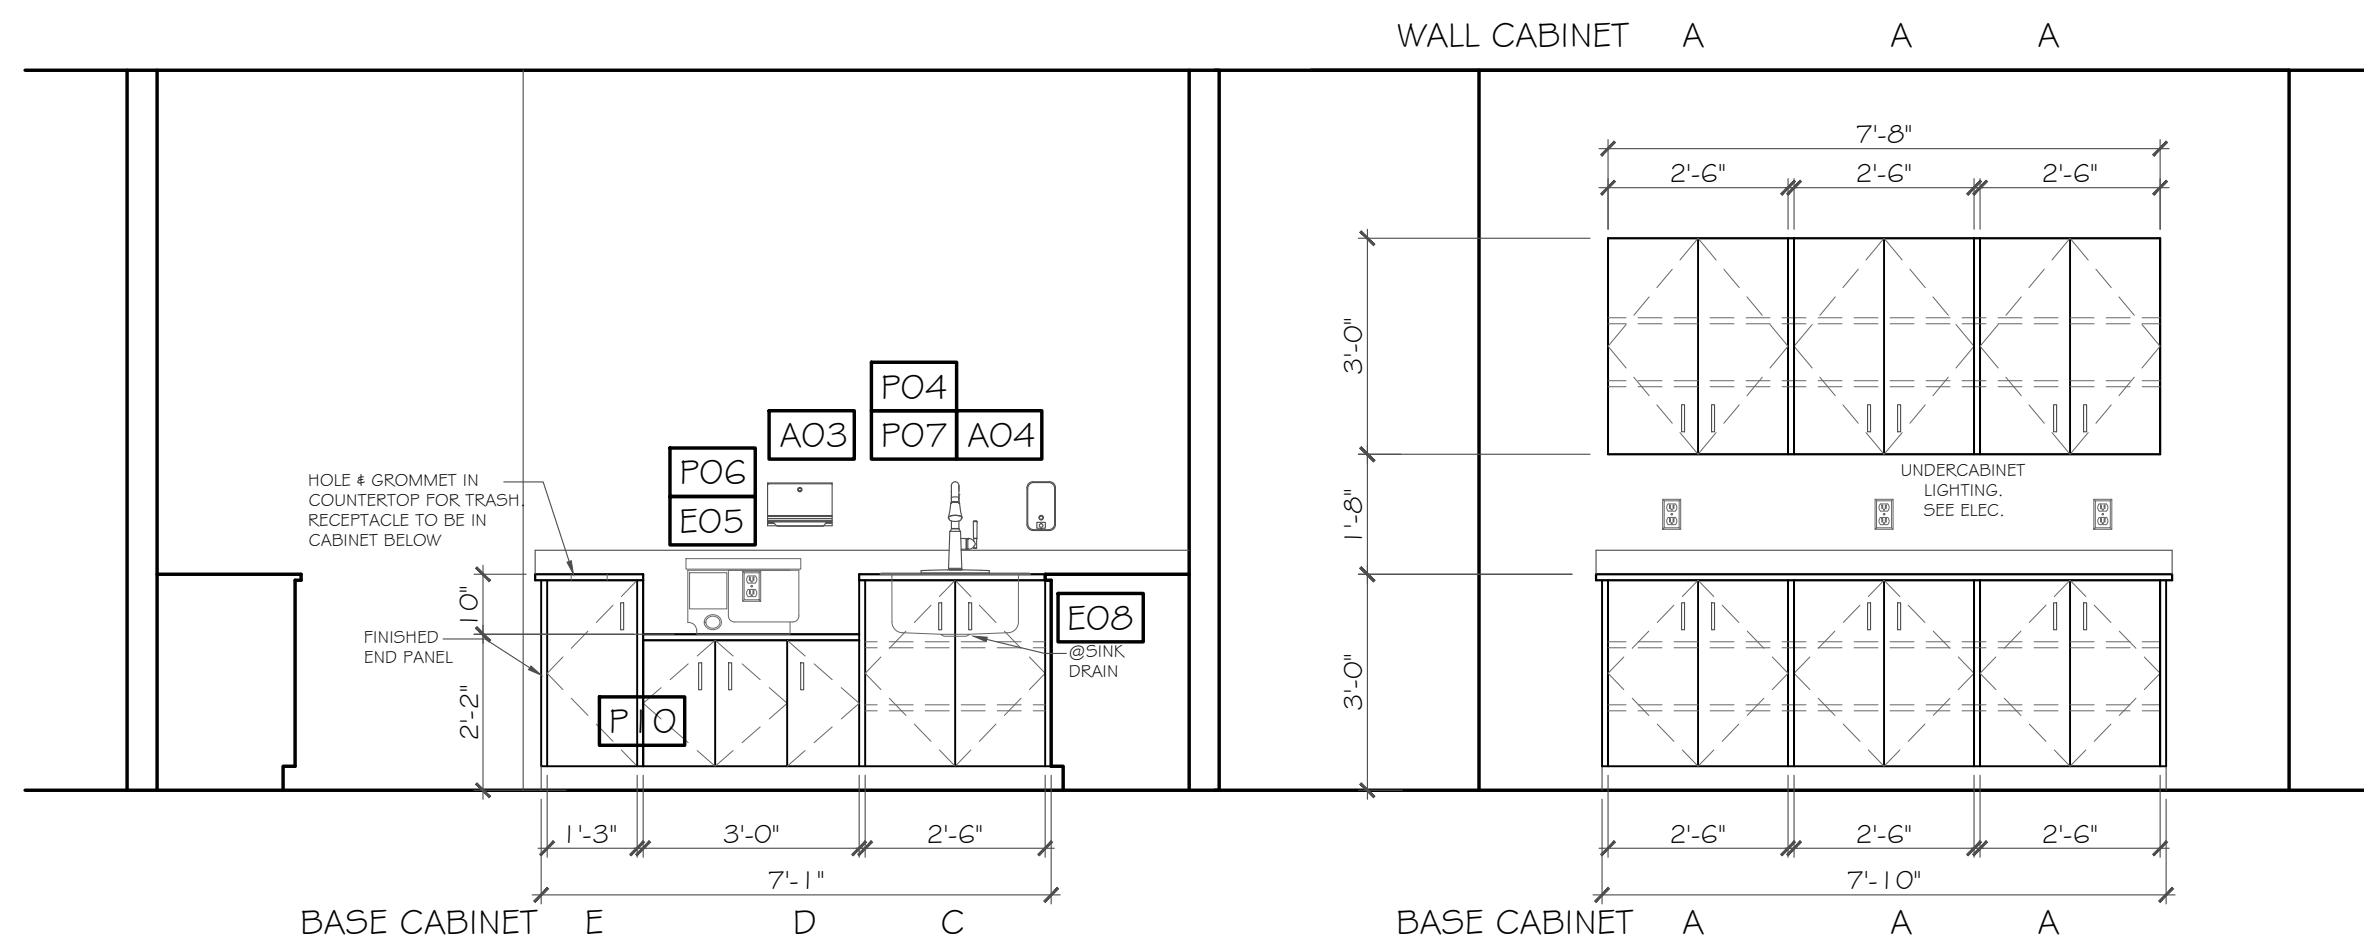 WALL CABINET A A A
7'-8"
2'-6" 2'-6" 2'-6"
3'-0"
P04
A03 P07 A04
P06
E05
HOLE & GROMMET IN
COUNTERTOP FOR TRASH.
RECEPTACLE TO BE IN
CABINET BELOW
UNDERCABINET
LIGHTING.
SEE ELEC.
1'-8"
10"
E08
FINISHED
END PANEL
@SINK
DRAIN
2'-2"
P10
3'-0"
1'-3" 3'-0" 2'-6"
7'-1"
2'-6" 2'-6" 2'-6"
7'-10"
BASE CABINET E D C
BASE CABINET A A A